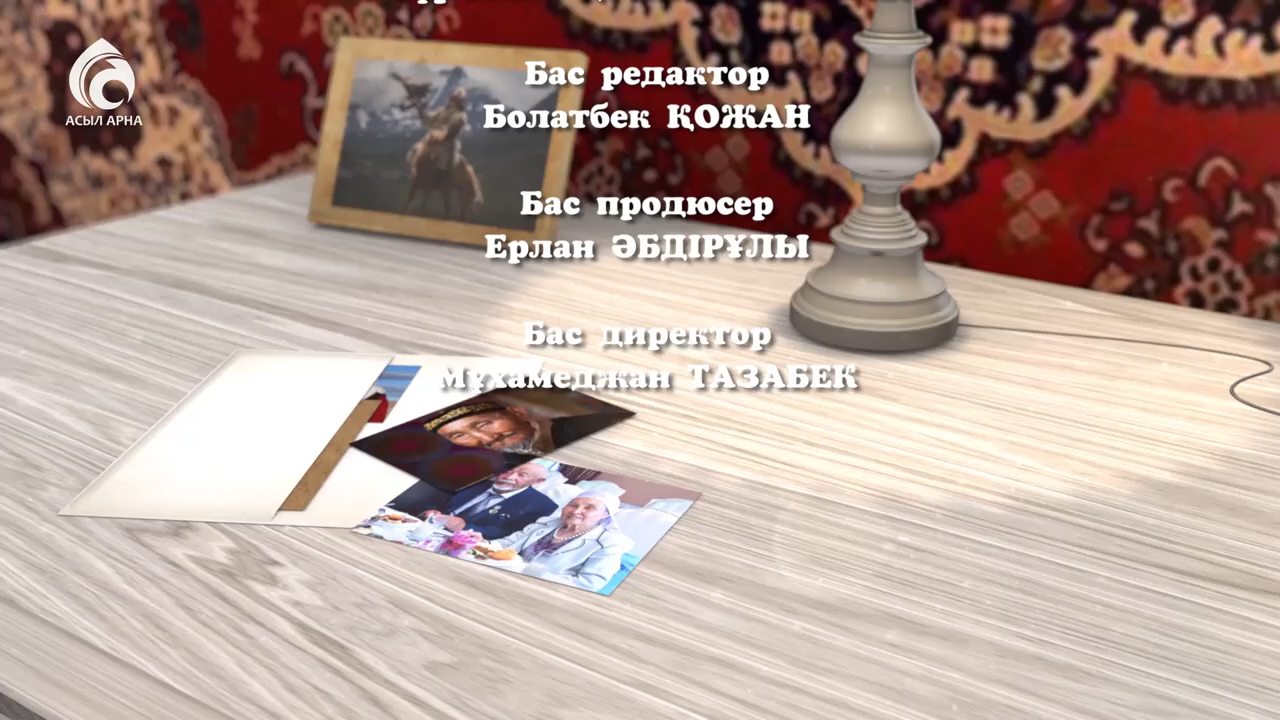 АСЫЛ АРНА
Бас редактор
Болатбек ҚОЖАН
Бас продюсер
Ерлан ӘБДІРҰЛЫ
Бас директор
Мұхамеджан ТАЗАБЕК